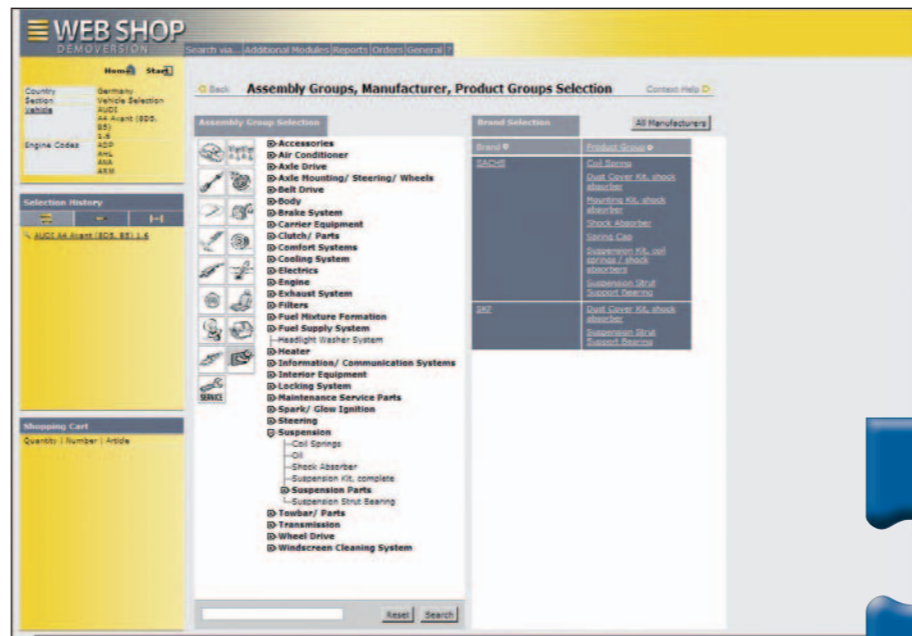 WEB SHOP
DEMOVERSION
Search via... Additional Modules Reports Orders General ?
Home Start
Country Germany
Section Vehicle Selection
Vehicle AUDI
A4 Avant (8D5,
B5)
1.6
Engine Codes ADP
AHL
ANA
ARM
Back Assembly Groups, Manufacturer, Product Groups Selection Context Help
Assembly Group Selection
Accessories
Air Conditioner
Axle Drive
Axle Mounting/ Steering/ Wheels
Belt Drive
Body
Brake System
Carrier Equipment
Clutch/ Parts
Comfort Systems
Cooling System
Electrics
Engine
Exhaust System
Filters
Fuel Mixture Formation
Fuel Supply System
Headlight Washer System
Heater
Information/ Communication Systems
Interior Equipment
Locking System
Maintenance Service Parts
Spark/ Glow Ignition
Steering
Suspension
Coil Springs
Oil
Shock Absorber
Suspension Kit, complete
Suspension Parts
Suspension Strut Bearing
Towbar/ Parts
Transmission
Wheel Drive
Windscreen Cleaning System
SERVICE
Reset Search
Brand Selection All Manufacturers
Brand Product Group
SACHS Coil Spring
Dust Cover Kit, shock
absorber
Mounting Kit, shock
absorber
Shock Absorber
Spring Cap
Suspension Kit, coil
springs / shock
absorbers
Suspension Strut
Support Bearing
SKF Dust Cover Kit, shock
absorber
Suspension Strut
Support Bearing
Selection History
AUDI A4 Avant (8D5, B5) 1.6
Shopping Cart
Quantity | Number | Article